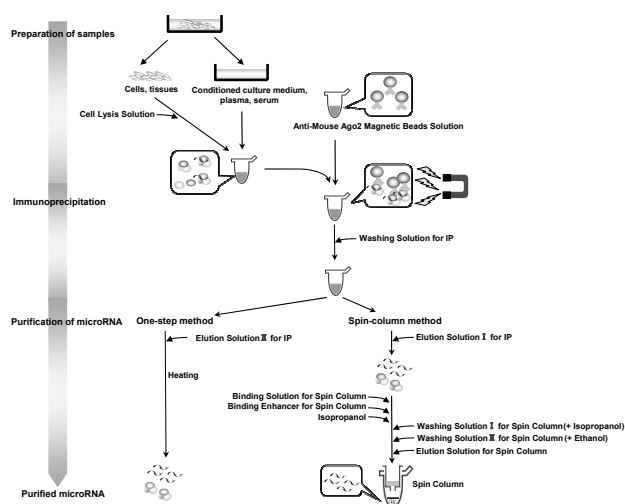 Preparation of samples
Cells, tissues
Conditioned culture medium,
plasma, serum
Cell Lysis Solution
Anti-Mouse Ago2 Magnetic Beads Solution
Immunoprecipitation
Washing Solution for IP
Purification of microRNA
One-step method
Spin-column method
Elution Solution Ⅲ for IP
Elution Solution Ⅰ for IP
Heating
Binding Solution for Spin Column
Binding Enhancer for Spin Column
Isopropanol
Washing Solution Ⅰ for Spin Column(+ Isopropanol)
Washing Solution Ⅲ for Spin Column (+ Ethanol)
Elution Solution for Spin Column
Spin Column
Purified microRNA